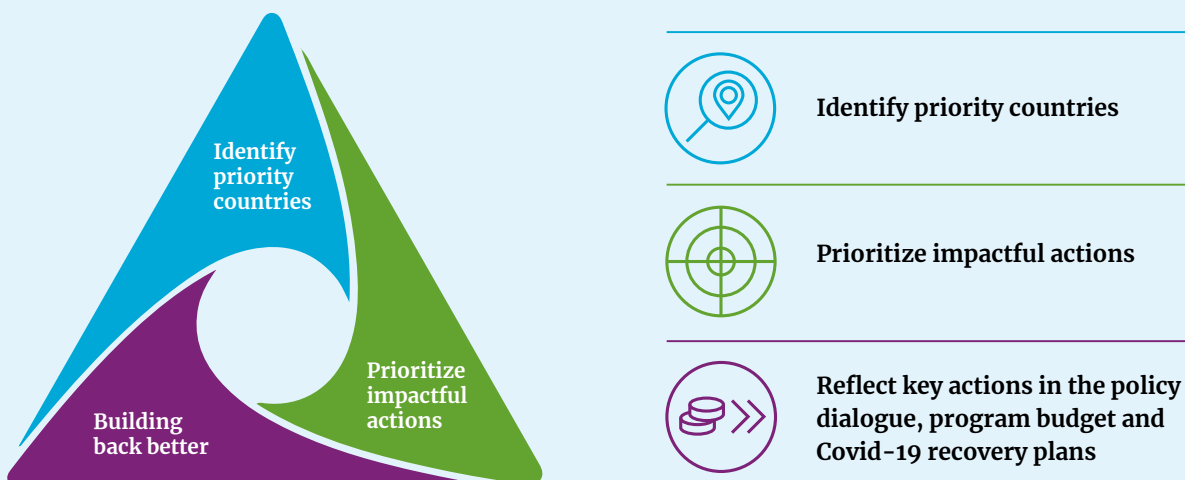 Identify
priority
countries
Prioritize
impactful
actions
Building
back better
Identify priority countries
Prioritize impactful actions
Reflect key actions in the policy
dialogue, program budget and
Covid-19 recovery plans